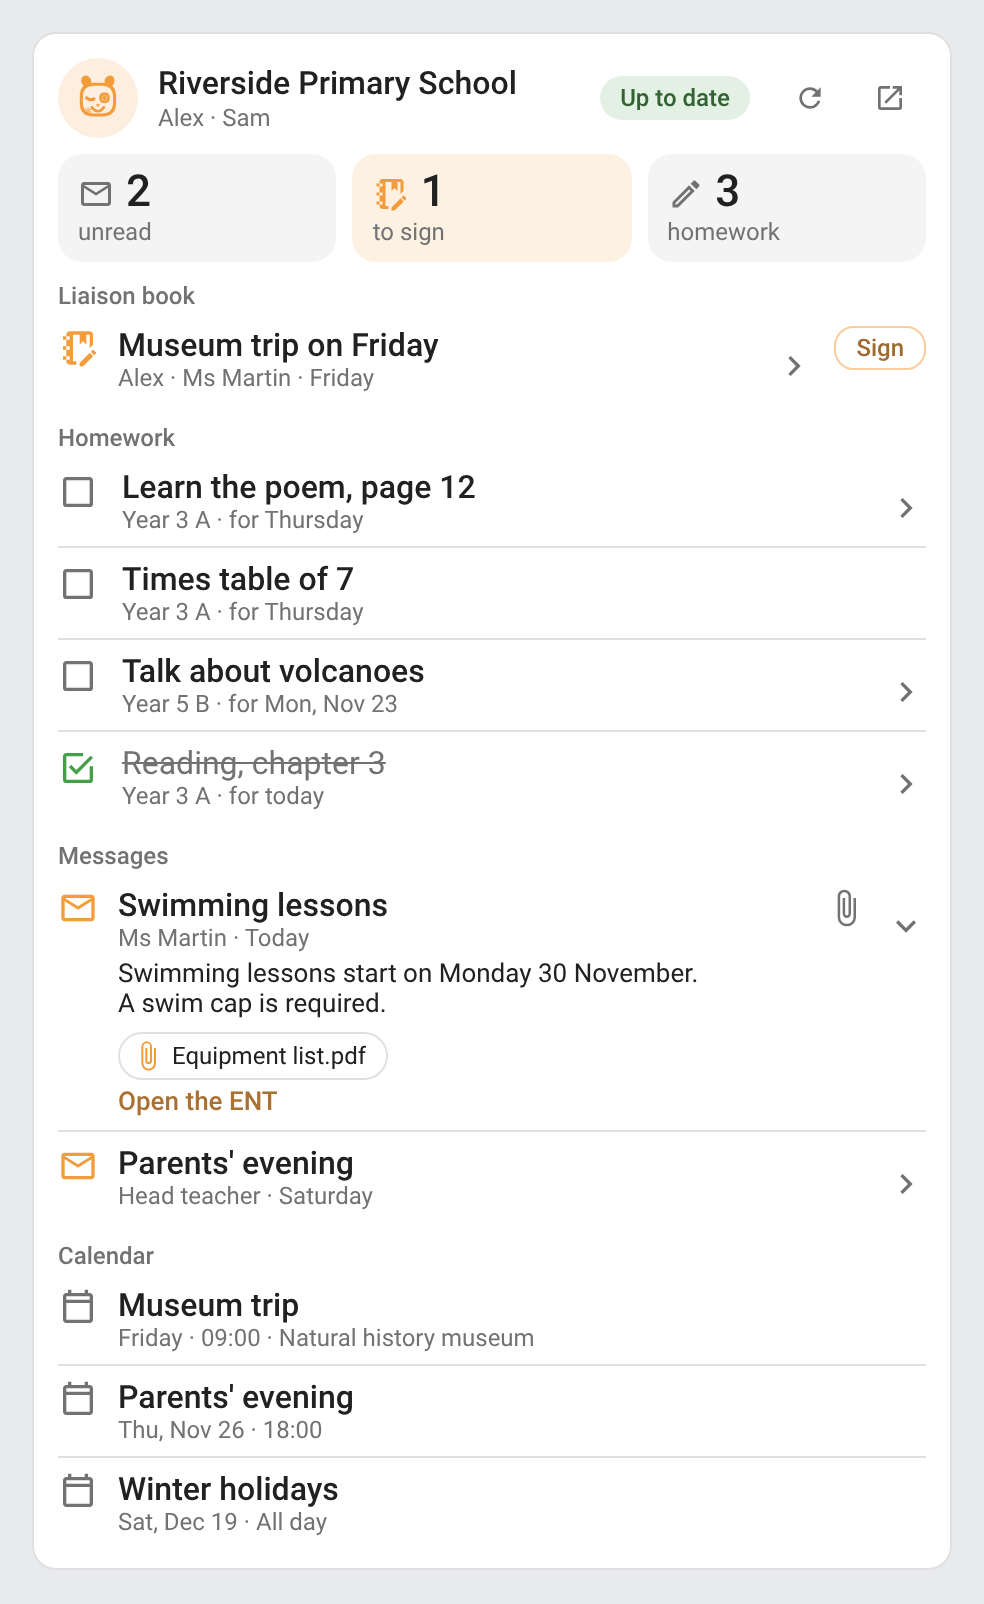 Riverside Primary School
Alex · Sam
Up to date
2
unread
1
to sign
3
homework
Liaison book
Museum trip on Friday
Alex · Ms Martin · Friday
Sign
Homework
Learn the poem, page 12
Year 3 A · for Thursday
Times table of 7
Year 3 A · for Thursday
Talk about volcanoes
Year 5 B · for Mon, Nov 23
Reading, chapter 3
Year 3 A · for today
Messages
Swimming lessons
Ms Martin · Today
Swimming lessons start on Monday 30 November.
A swim cap is required.
Equipment list.pdf
Open the ENT
Parents' evening
Head teacher · Saturday
Calendar
Museum trip
Friday · 09:00 · Natural history museum
Parents' evening
Thu, Nov 26 · 18:00
Winter holidays
Sat, Dec 19 · All day